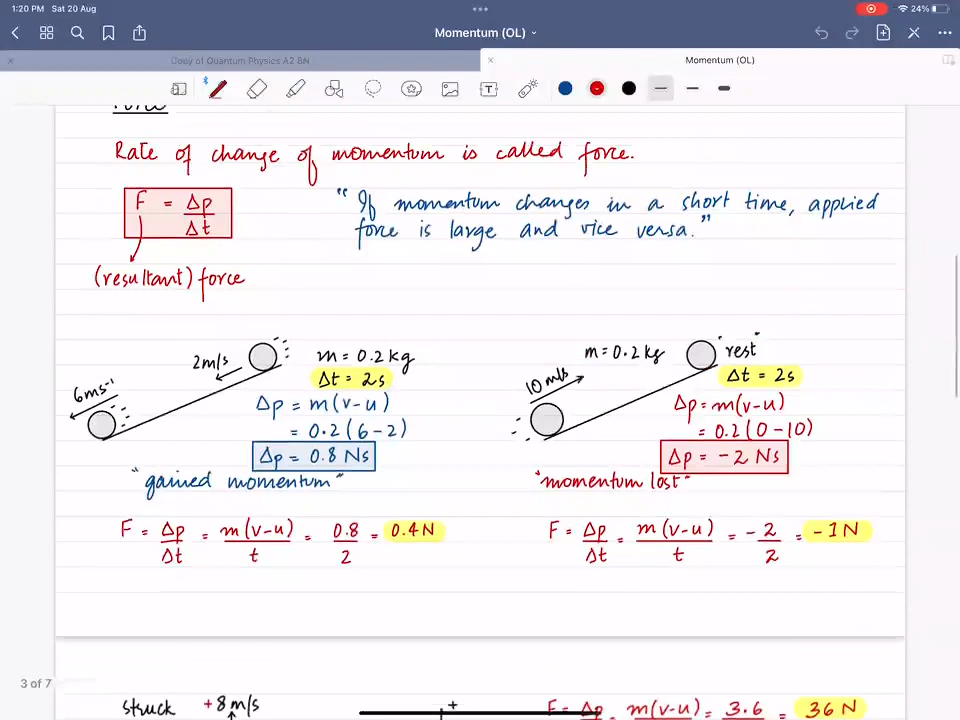 1:20 PM Sat 20 Aug
24%
Momentum (OL)
Copy of Quantum Physics A2 8N
Momentum (OL)
Force
Rate of change of momentum is called force.
F = Δp/Δt
(resultant) force
"If momentum changes in a short time, applied
force is large and vice versa."
2m/s
6ms⁻¹
m = 0.2 kg
Δt = 2s
Δp = m(v-u)
= 0.2(6-2)
Δp = 0.8 Ns
"gained momentum"
F = Δp/Δt = m(v-u)/t = 0.8/2 = 0.4N
m = 0.2 kg
"rest"
10 m/s
Δt = 2s
Δp = m(v-u)
= 0.2(0-10)
Δp = -2 Ns
"momentum lost"
F = Δp/Δt = m(v-u)/t = -2/2 = -1N
3 of 7
struck +8m/s
+
F = Δp = m(v-u) = 3.6 = 36 N